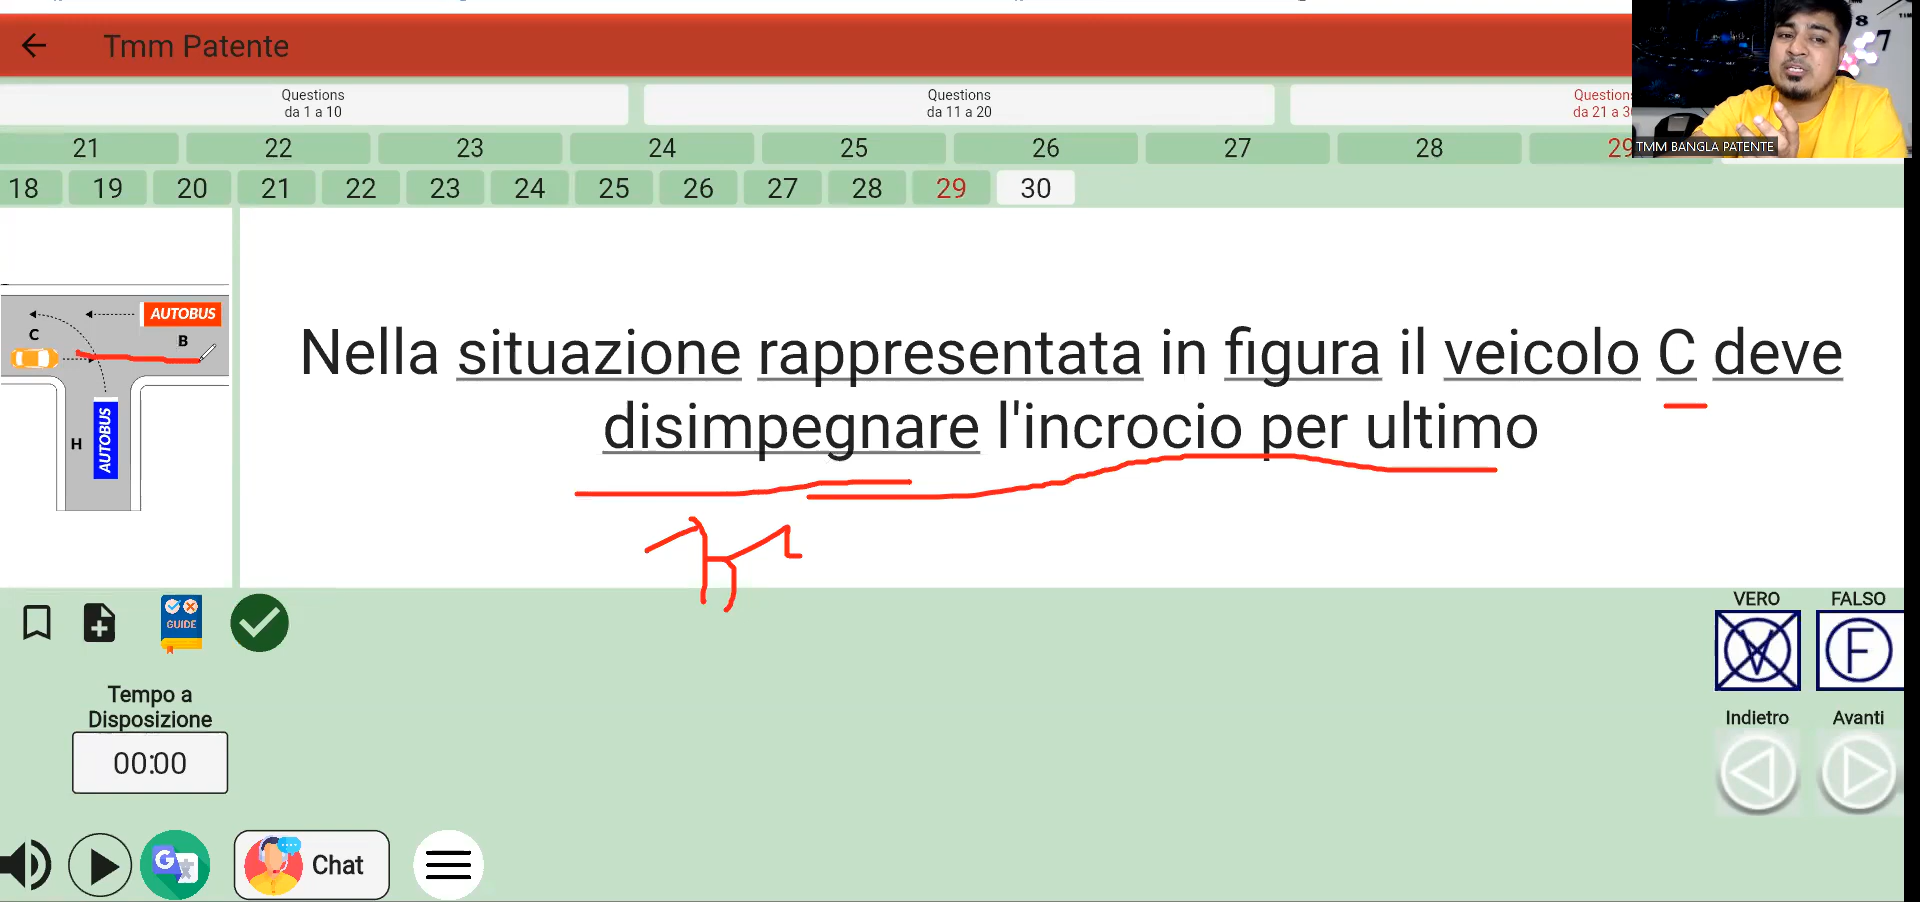 Tmm Patente
Questions
da 1 a 10
Questions
da 11 a 20
Questions
da 21 a
21 22 23 24 25 26 27 28 29
18 19 20 21 22 23 24 25 26 27 28 29 30
TMM BANGLA PATENTE
AUTOBUS
C
B
H
AUTOBUS
Nella situazione rappresentata in figura il veicolo C deve
disimpegnare l'incrocio per ultimo
GUIDE
VERO FALSO
V F
Tempo a
Disposizione
00:00
Indietro Avanti
G
Chat